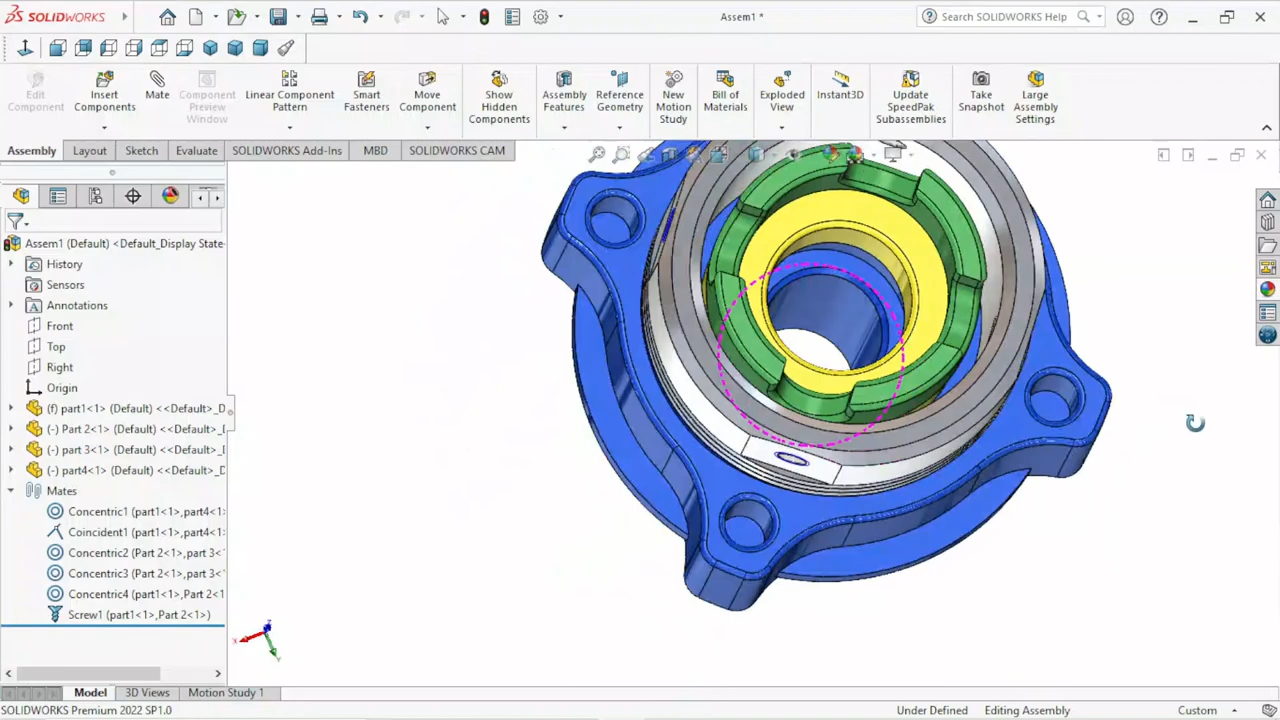 SOLIDWORKS
Assem1 *
Search SOLIDWORKS Help
Edit
Component
Insert
Components
Mate
Component
Preview
Window
Linear Component
Pattern
Smart
Fasteners
Move
Component
Show
Hidden
Components
Assembly
Features
Reference
Geometry
New
Motion
Study
Bill of
Materials
Exploded
View
Instant3D
Update
SpeedPak
Subassemblies
Take
Snapshot
Large
Assembly
Settings
Assembly Layout Sketch Evaluate SOLIDWORKS Add-Ins MBD SOLIDWORKS CAM
Assem1 (Default) <Default_Display State-
History
Sensors
Annotations
Front
Top
Right
Origin
(f) part1<1> (Default) <<Default>_D
(-) Part 2<1> (Default) <<Default>_
(-) part 3<1> (Default) <<Default>_
(-) part4<1> (Default) <<Default>_D
Mates
Concentric1 (part1<1>,part4<1>
Coincident1 (part1<1>,part4<1>
Concentric2 (Part 2<1>,part 3<
Concentric3 (Part 2<1>,part 3<
Concentric4 (part1<1>,Part 2<1
Screw1 (part1<1>,Part 2<1>)
Model 3D Views Motion Study 1
SOLIDWORKS Premium 2022 SP1.0
Under Defined Editing Assembly Custom